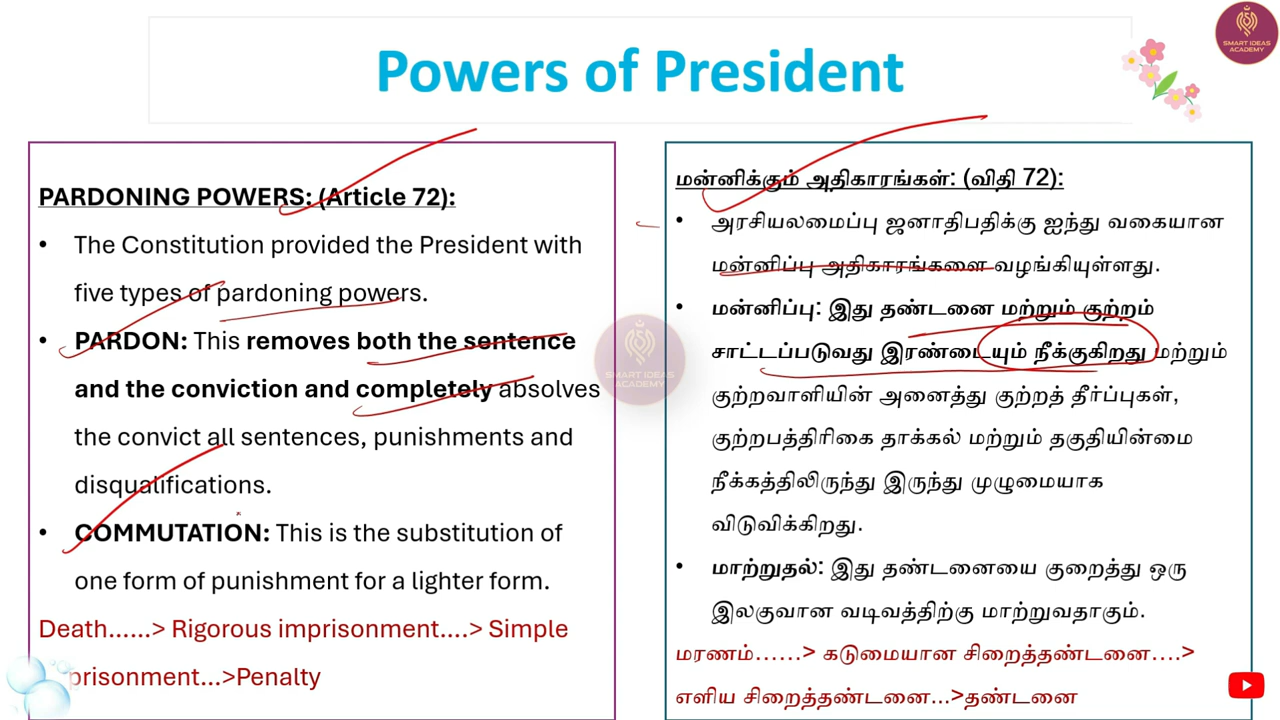 Powers of President
SMART IDEAS
ACADEMY
PARDONING POWERS: (Article 72):
• The Constitution provided the President with
five types of pardoning powers.
• PARDON: This removes both the sentence
and the conviction and completely absolves
the convict all sentences, punishments and
disqualifications.
• COMMUTATION: This is the substitution of
one form of punishment for a lighter form.
Death......> Rigorous imprisonment....> Simple
prisonment...>Penalty
மன்னிக்கும் அதிகாரங்கள்: (விதி 72):
• அரசியலமைப்பு ஜனாதிபதிக்கு ஐந்து வகையான
மன்னிப்பு அதிகாரங்களை வழங்கியுள்ளது.
• மன்னிப்பு: இது தண்டனை மற்றும் குற்றம்
சாட்டப்படுவது இரண்டையும் நீக்குகிறது மற்றும்
குற்றவாளியின் அனைத்து குற்றத் தீர்ப்புகள்,
குற்றபத்திரிகை தாக்கல் மற்றும் தகுதியின்மை
நீக்கத்திலிருந்து இருந்து முழுமையாக
விடுவிக்கிறது.
• மாற்றுதல்: இது தண்டனையை குறைத்து ஒரு
இலகுவான வடிவத்திற்கு மாற்றுவதாகும்.
மரணம்......> கடுமையான சிறைத்தண்டனை....>
எளிய சிறைத்தண்டனை...>தண்டனை
SMART IDEAS
ACADEMY